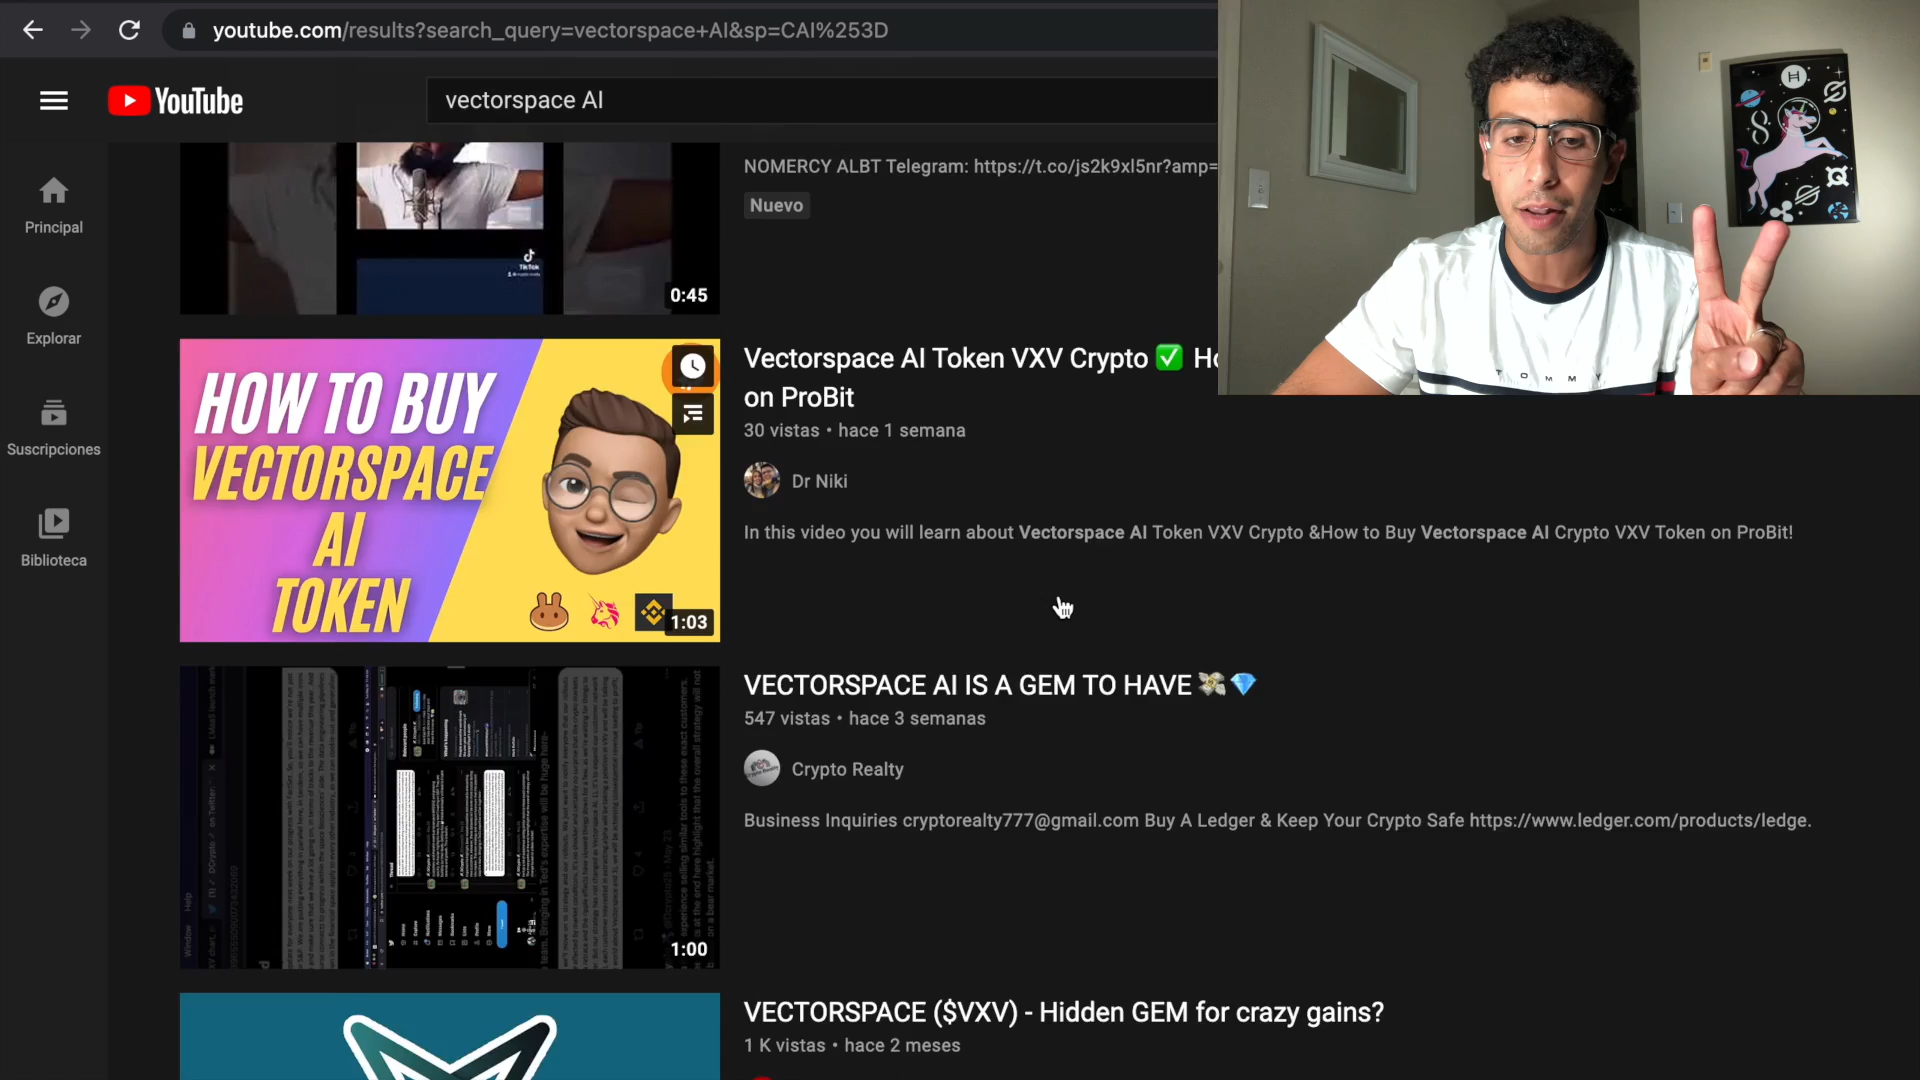 youtube.com/results?search_query=vectorspace+AI&sp=CAI%253D
YouTube
vectorspace AI
Principal
Explorar
Suscripciones
Biblioteca
TikTok
0:45
NOMERCY ALBT Telegram: https://t.co/js2k9xl5nr?amp=
Nuevo
HOW TO BUY
VECTORSPACE
AI
TOKEN
1:03
Vectorspace AI Token VXV Crypto ✅ Ho
on ProBit
30 vistas • hace 1 semana
Dr Niki
In this video you will learn about Vectorspace AI Token VXV Crypto &How to Buy Vectorspace AI Crypto VXV Token on ProBit!
1:00
VECTORSPACE AI IS A GEM TO HAVE 💸💎
547 vistas • hace 3 semanas
Crypto Realty
Business Inquiries cryptorealty777@gmail.com Buy A Ledger & Keep Your Crypto Safe https://www.ledger.com/products/ledge.
VECTORSPACE ($VXV) - Hidden GEM for crazy gains?
1 K vistas • hace 2 meses
TOMMY